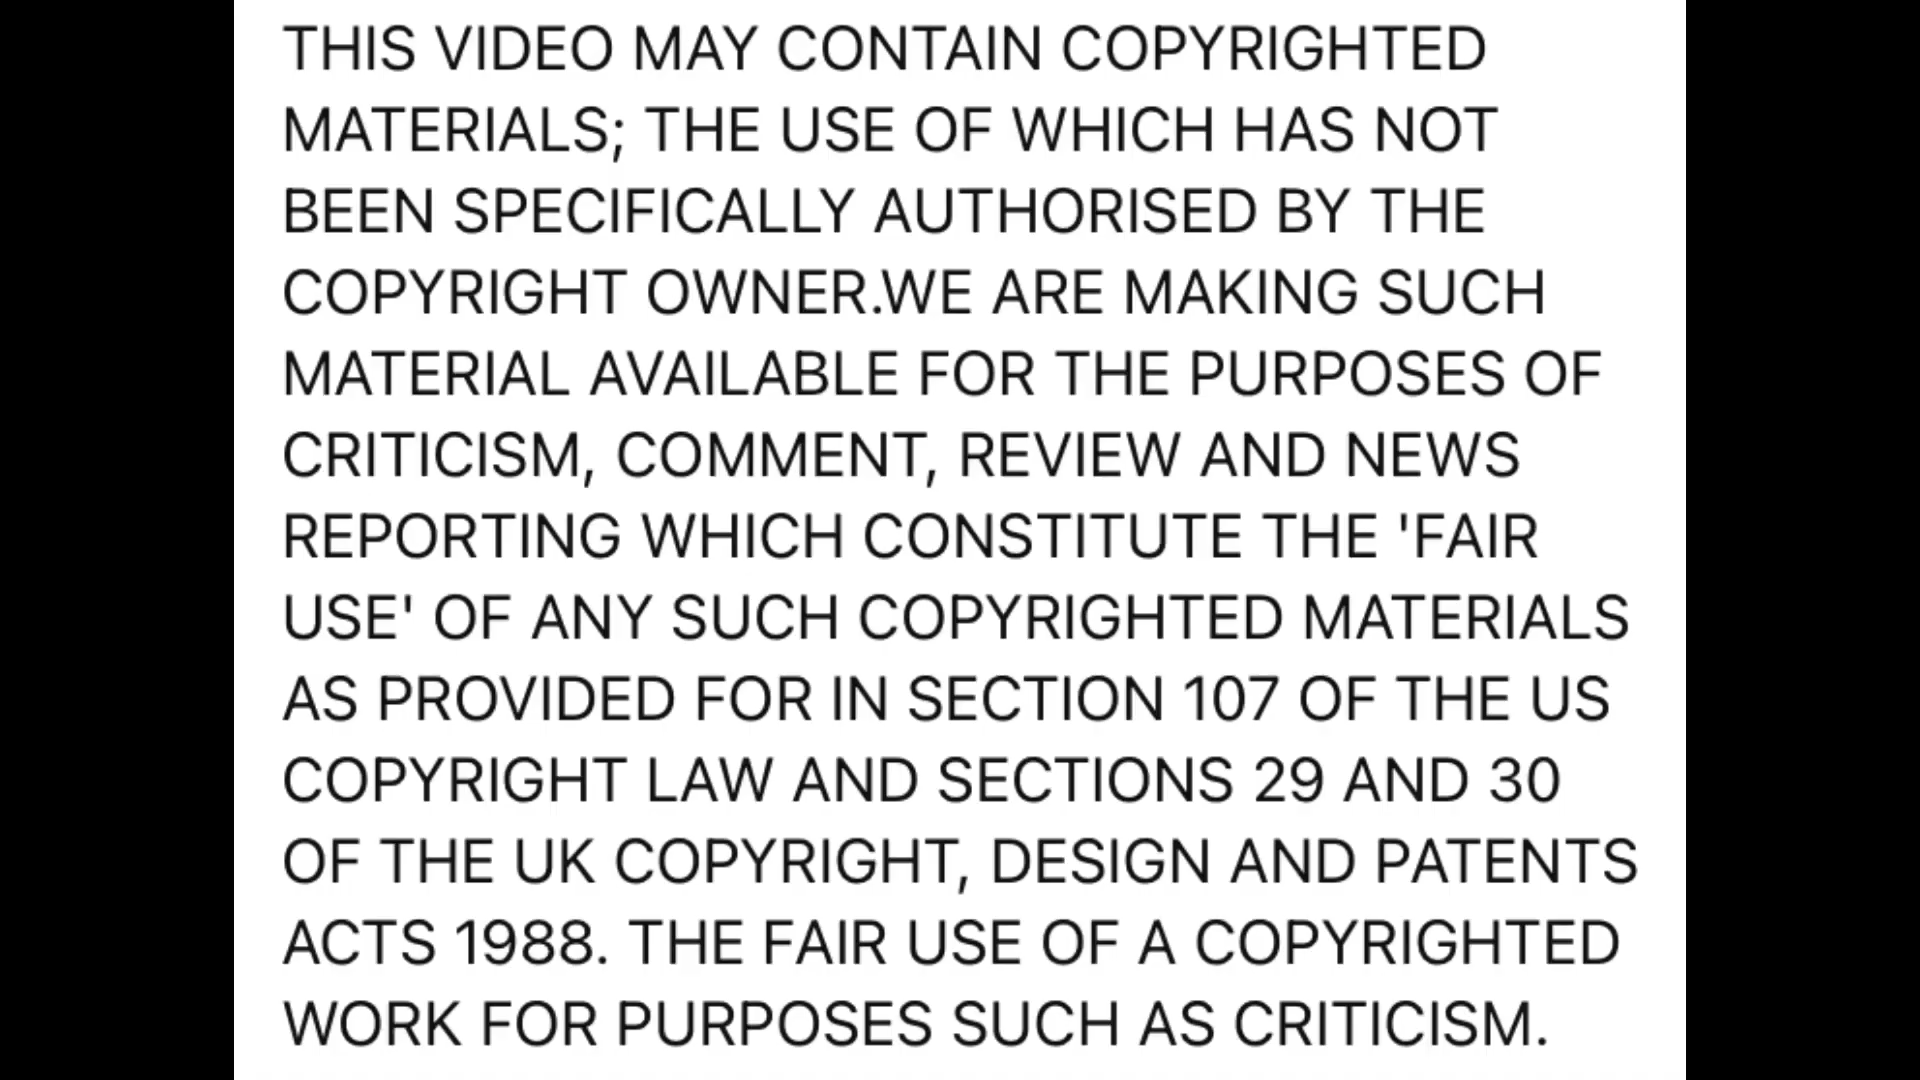 THIS VIDEO MAY CONTAIN COPYRIGHTED
MATERIALS; THE USE OF WHICH HAS NOT
BEEN SPECIFICALLY AUTHORISED BY THE
COPYRIGHT OWNER.WE ARE MAKING SUCH
MATERIAL AVAILABLE FOR THE PURPOSES OF
CRITICISM, COMMENT, REVIEW AND NEWS
REPORTING WHICH CONSTITUTE THE 'FAIR
USE' OF ANY SUCH COPYRIGHTED MATERIALS
AS PROVIDED FOR IN SECTION 107 OF THE US
COPYRIGHT LAW AND SECTIONS 29 AND 30
OF THE UK COPYRIGHT, DESIGN AND PATENTS
ACTS 1988. THE FAIR USE OF A COPYRIGHTED
WORK FOR PURPOSES SUCH AS CRITICISM.